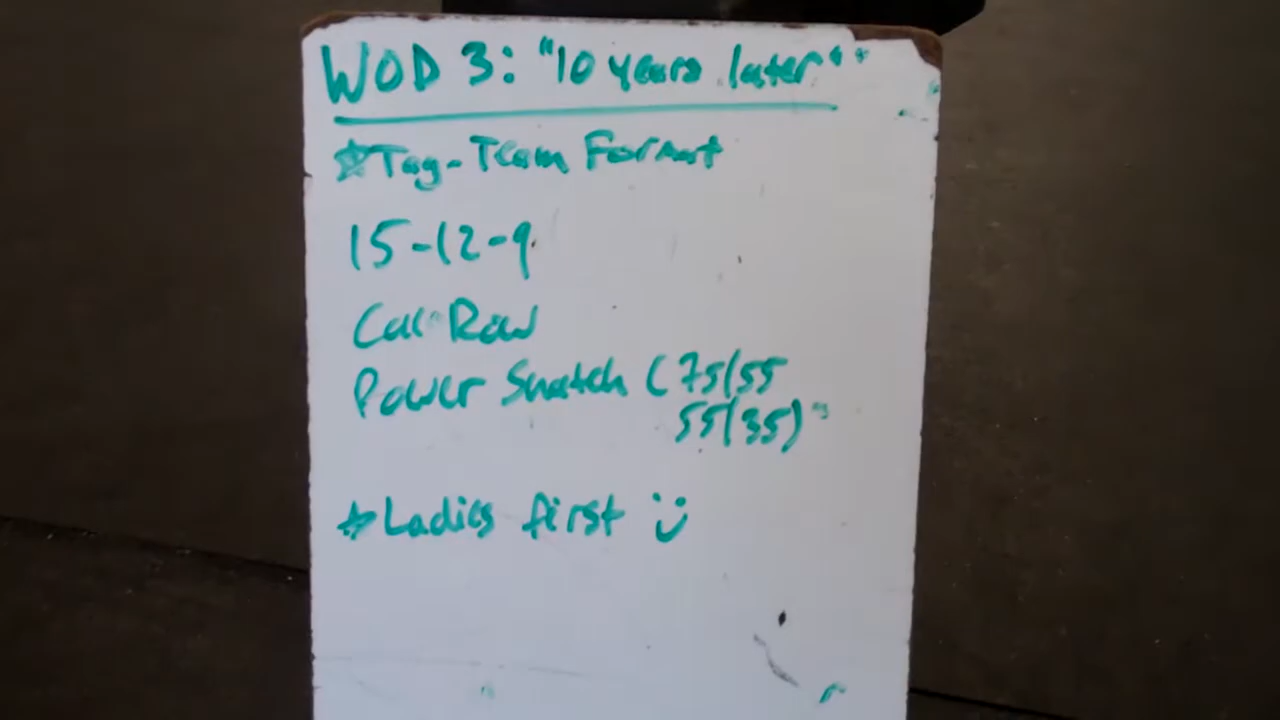 WOD 3: "10 years later"
☆Tag-Team Format
15-12-9
Cal Row
Power Snatch (75/55
55/35)
☆Ladies first :)